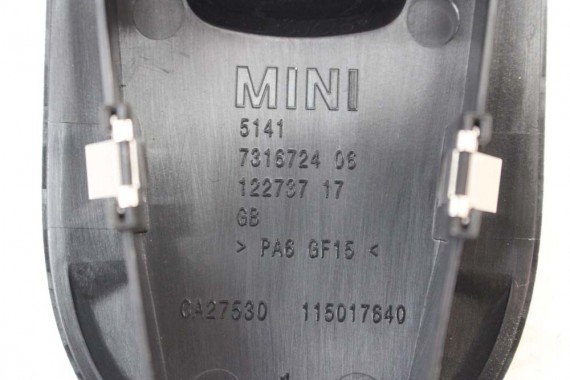 MINI
5141
7316724 06
122737 17
GB
> PA6 GF15 <
CA27530 115017640